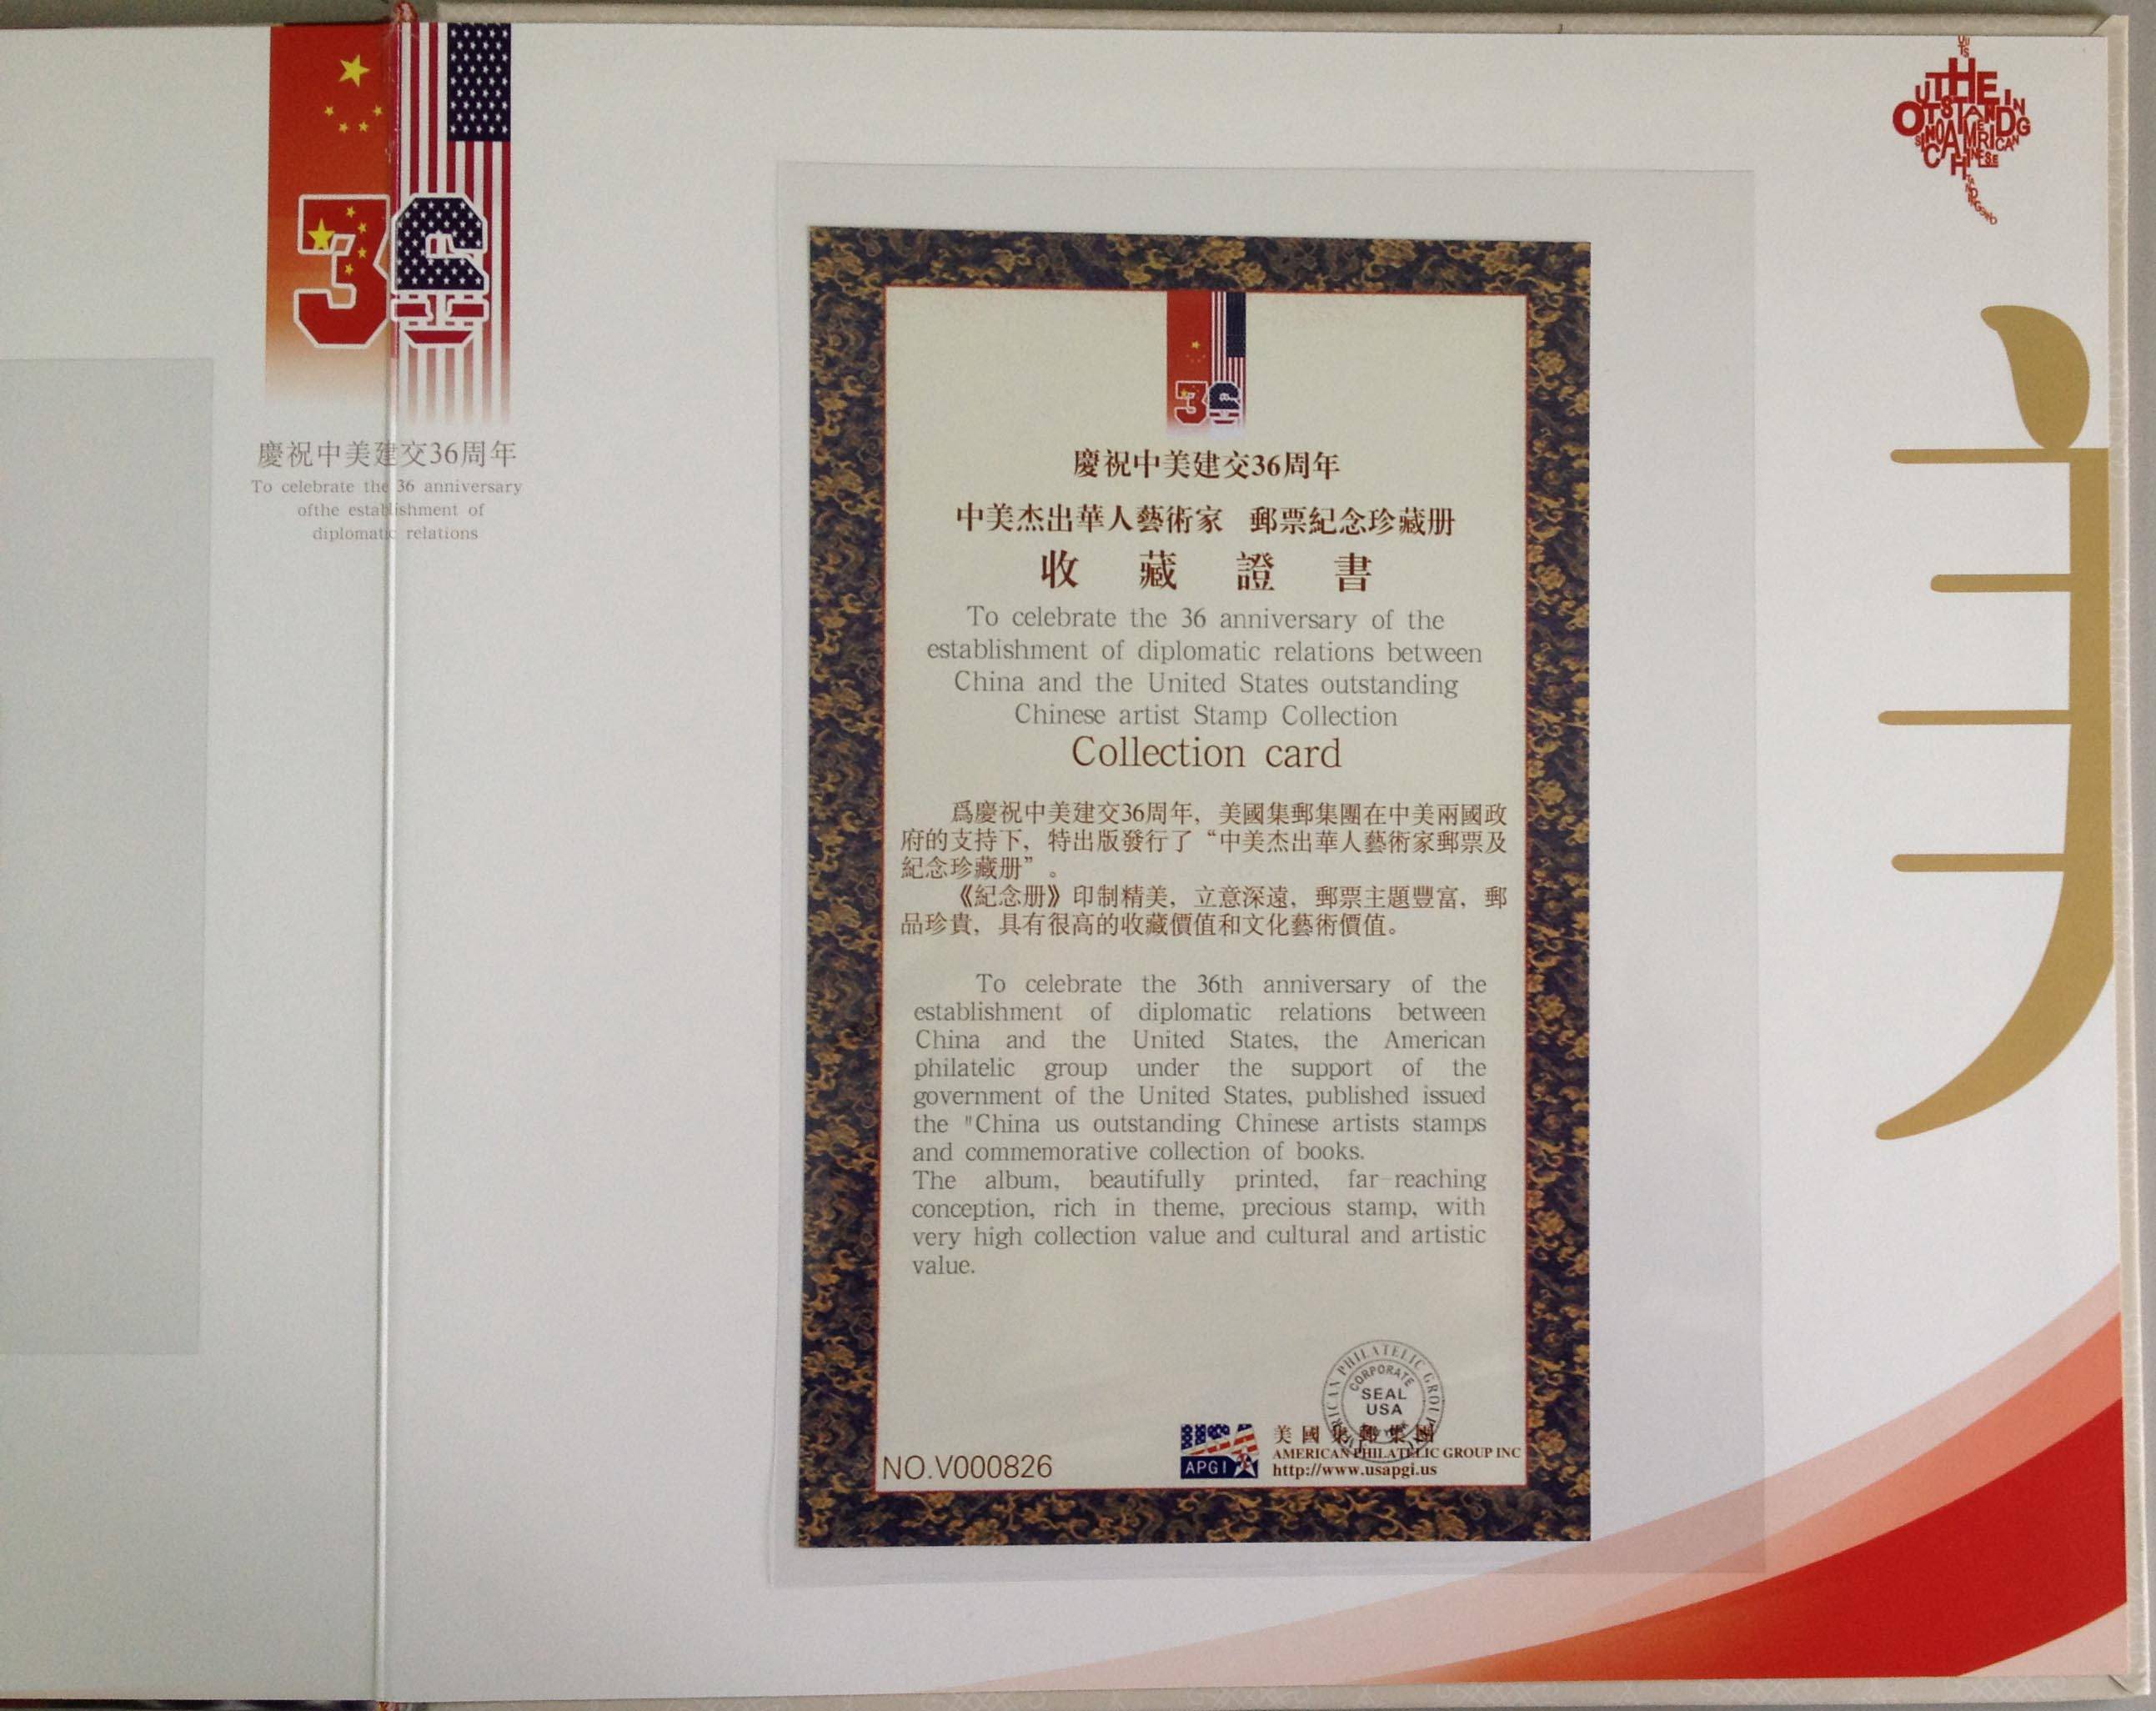 慶祝中美建交36周年
To celebrate the 36 anniversary
ofthe establishment of
diplomatic relations
36
THE
OUTSTANDING
SINOAMERICAN
CHINESE
36
慶祝中美建交36周年
中美杰出華人藝術家 郵票紀念珍藏册
收藏證書
To celebrate the 36 anniversary of the
establishment of diplomatic relations between
China and the United States outstanding
Chinese artist Stamp Collection
Collection card
爲慶祝中美建交36周年，美國集郵集團在中美兩國政
府的支持下，特出版發行了“中美杰出華人藝術家郵票及
紀念珍藏册”。
《紀念册》印制精美，立意深遠，郵票主題豐富，郵
品珍貴，具有很高的收藏價值和文化藝術價值。
To celebrate the 36th anniversary of the
establishment of diplomatic relations between
China and the United States, the American
philatelic group under the support of the
government of the United States, published issued
the "China us outstanding Chinese artists stamps
and commemorative collection of books.
The album, beautifully printed, far-reaching
conception, rich in theme, precious stamp, with
very high collection value and cultural and artistic
value.
CORPORATE
SEAL
USA
NO.V000826
USA
APGI
美國集郵集團
AMERICAN PHILATELIC GROUP INC
http://www.usapgi.us